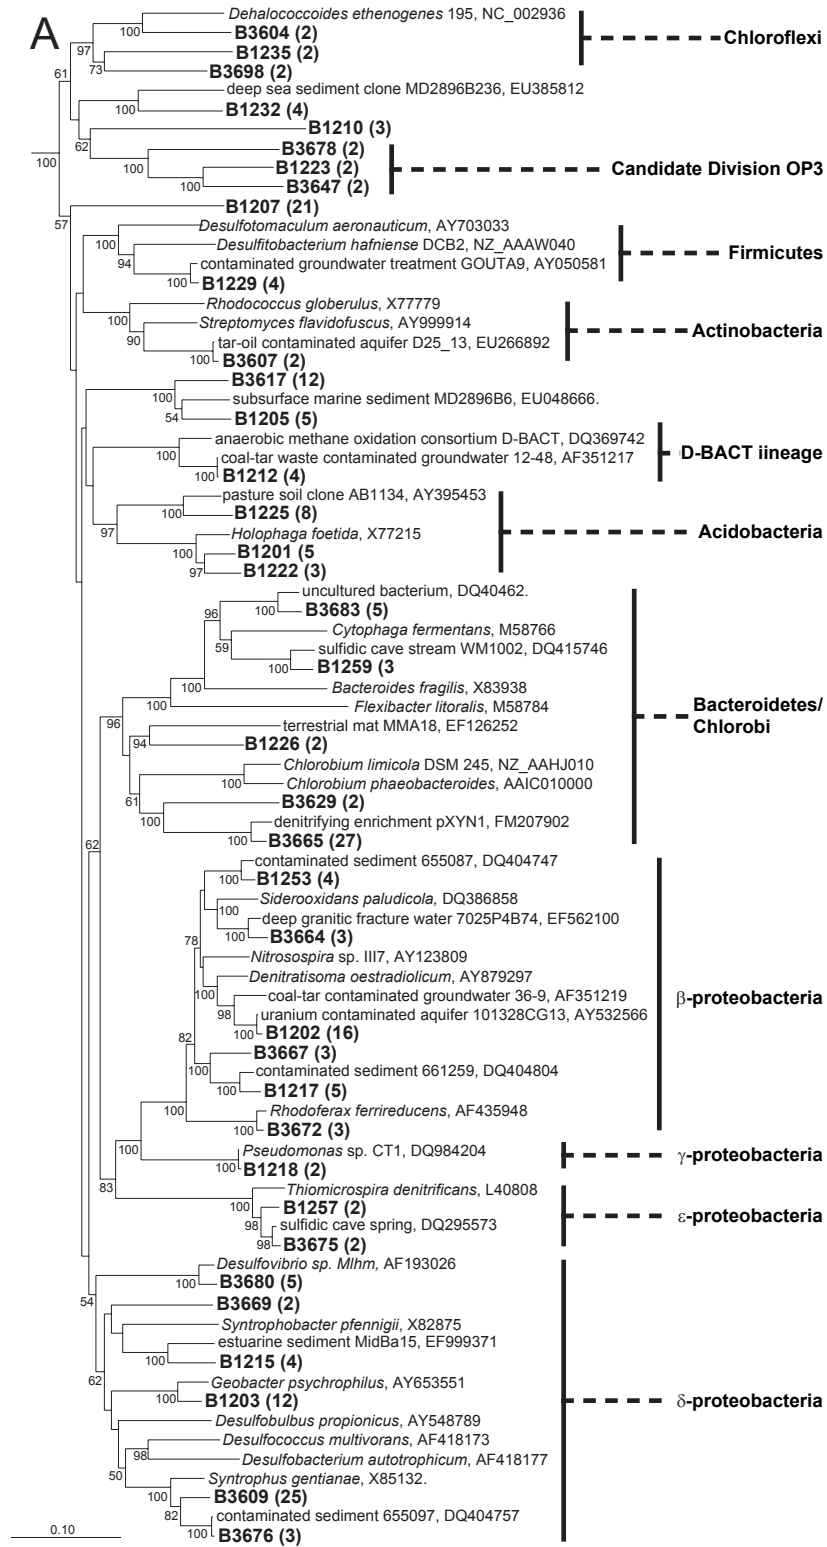 A
Dehalococcoides ethenogenes 195, NC_002936
100
B3604 (2)
97
Chloroflexi
B1235 (2)
73
B3698 (2)
61
deep sea sediment clone MD2896B236, EU385812
100
B1232 (4)
B1210 (3)
62
B3678 (2)
100
100
B1223 (2)
Candidate Division OP3
100
B3647 (2)
B1207 (21)
57
Desulfotomaculum aeronauticum, AY703033
100
Desulfitobacterium hafniense DCB2, NZ_AAAW040
Firmicutes
94
contaminated groundwater treatment GOUTA9, AY050581
100
B1229 (4)
Rhodococcus globerulus, X77779
100
Streptomyces flavidofuscus, AY999914
Actinobacteria
90
tar-oil contaminated aquifer D25_13, EU266892
100
B3607 (2)
B3617 (12)
100
subsurface marine sediment MD2896B6, EU048666.
54
B1205 (5)
anaerobic methane oxidation consortium D-BACT, DQ369742
100
D-BACT iineage
coal-tar waste contaminated groundwater 12-48, AF351217
100
B1212 (4)
pasture soil clone AB1134, AY395453
100
B1225 (8)
97
Acidobacteria
Holophaga foetida, X77215
100
B1201 (5
97
B1222 (3)
uncultured bacterium, DQ40462.
96
100
B3683 (5)
Cytophaga fermentans, M58766
59
sulfidic cave stream WM1002, DQ415746
100
B1259 (3
100
Bacteroides fragilis, X83938
100
Flexibacter litoralis, M58784
Bacteroidetes/
Chlorobi
96
terrestrial mat MMA18, EF126252
94
B1226 (2)
Chlorobium limicola DSM 245, NZ_AAHJ010
100
Chlorobium phaeobacteroides, AAIC010000
61
B3629 (2)
100
denitrifying enrichment pXYN1, FM207902
100
B3665 (27)
62
contaminated sediment 655087, DQ404747
100
B1253 (4)
Siderooxidans paludicola, DQ386858
100
deep granitic fracture water 7025P4B74, EF562100
100
B3664 (3)
78
Nitrosospira sp. III7, AY123809
Denitratisoma oestradiolicum, AY879297
100
β-proteobacteria
coal-tar contaminated groundwater 36-9, AF351219
98
uranium contaminated aquifer 101328CG13, AY532566
100
B1202 (16)
82
B3667 (3)
contaminated sediment 661259, DQ404804
100
100
B1217 (5)
100
Rhodoferax ferrireducens, AF435948
100
B3672 (3)
100
Pseudomonas sp. CT1, DQ984204
γ-proteobacteria
100
B1218 (2)
83
Thiomicrospira denitrificans, L40808
100
B1257 (2)
ε-proteobacteria
98
sulfidic cave spring, DQ295573
98
B3675 (2)
Desulfovibrio sp. Mlhm, AF193026
100
B3680 (5)
54
B3669 (2)
Syntrophobacter pfennigii, X82875
estuarine sediment MidBa15, EF999371
100
B1215 (4)
62
Geobacter psychrophilus, AY653551
100
B1203 (12)
δ-proteobacteria
Desulfobulbus propionicus, AY548789
Desulfococcus multivorans, AF418173
98
Desulfobacterium autotrophicum, AF418177
50
Syntrophus gentianae, X85132.
100
B3609 (25)
82
contaminated sediment 655097, DQ404757
100
B3676 (3)
0.10